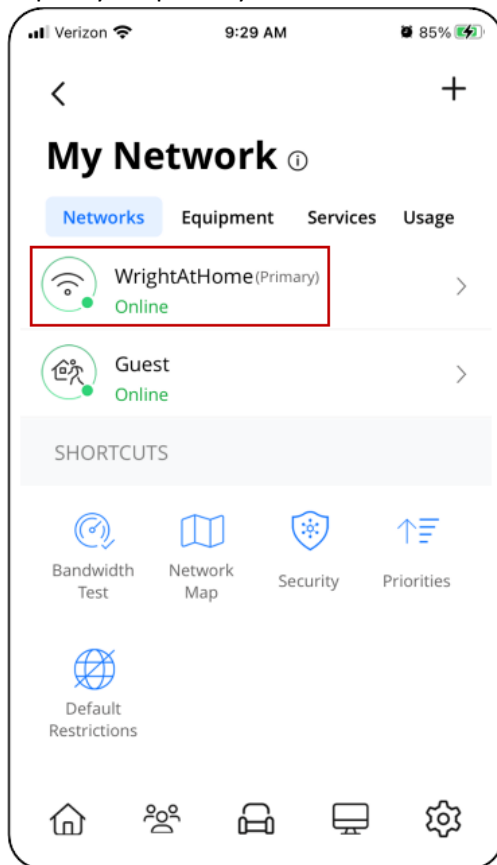 Verizon 9:29 AM 85%
My Network
Networks Equipment Services Usage
WrightAtHome (Primary)
Online
Guest
Online
SHORTCUTS
Bandwidth Test
Network Map
Security
Priorities
Default Restrictions